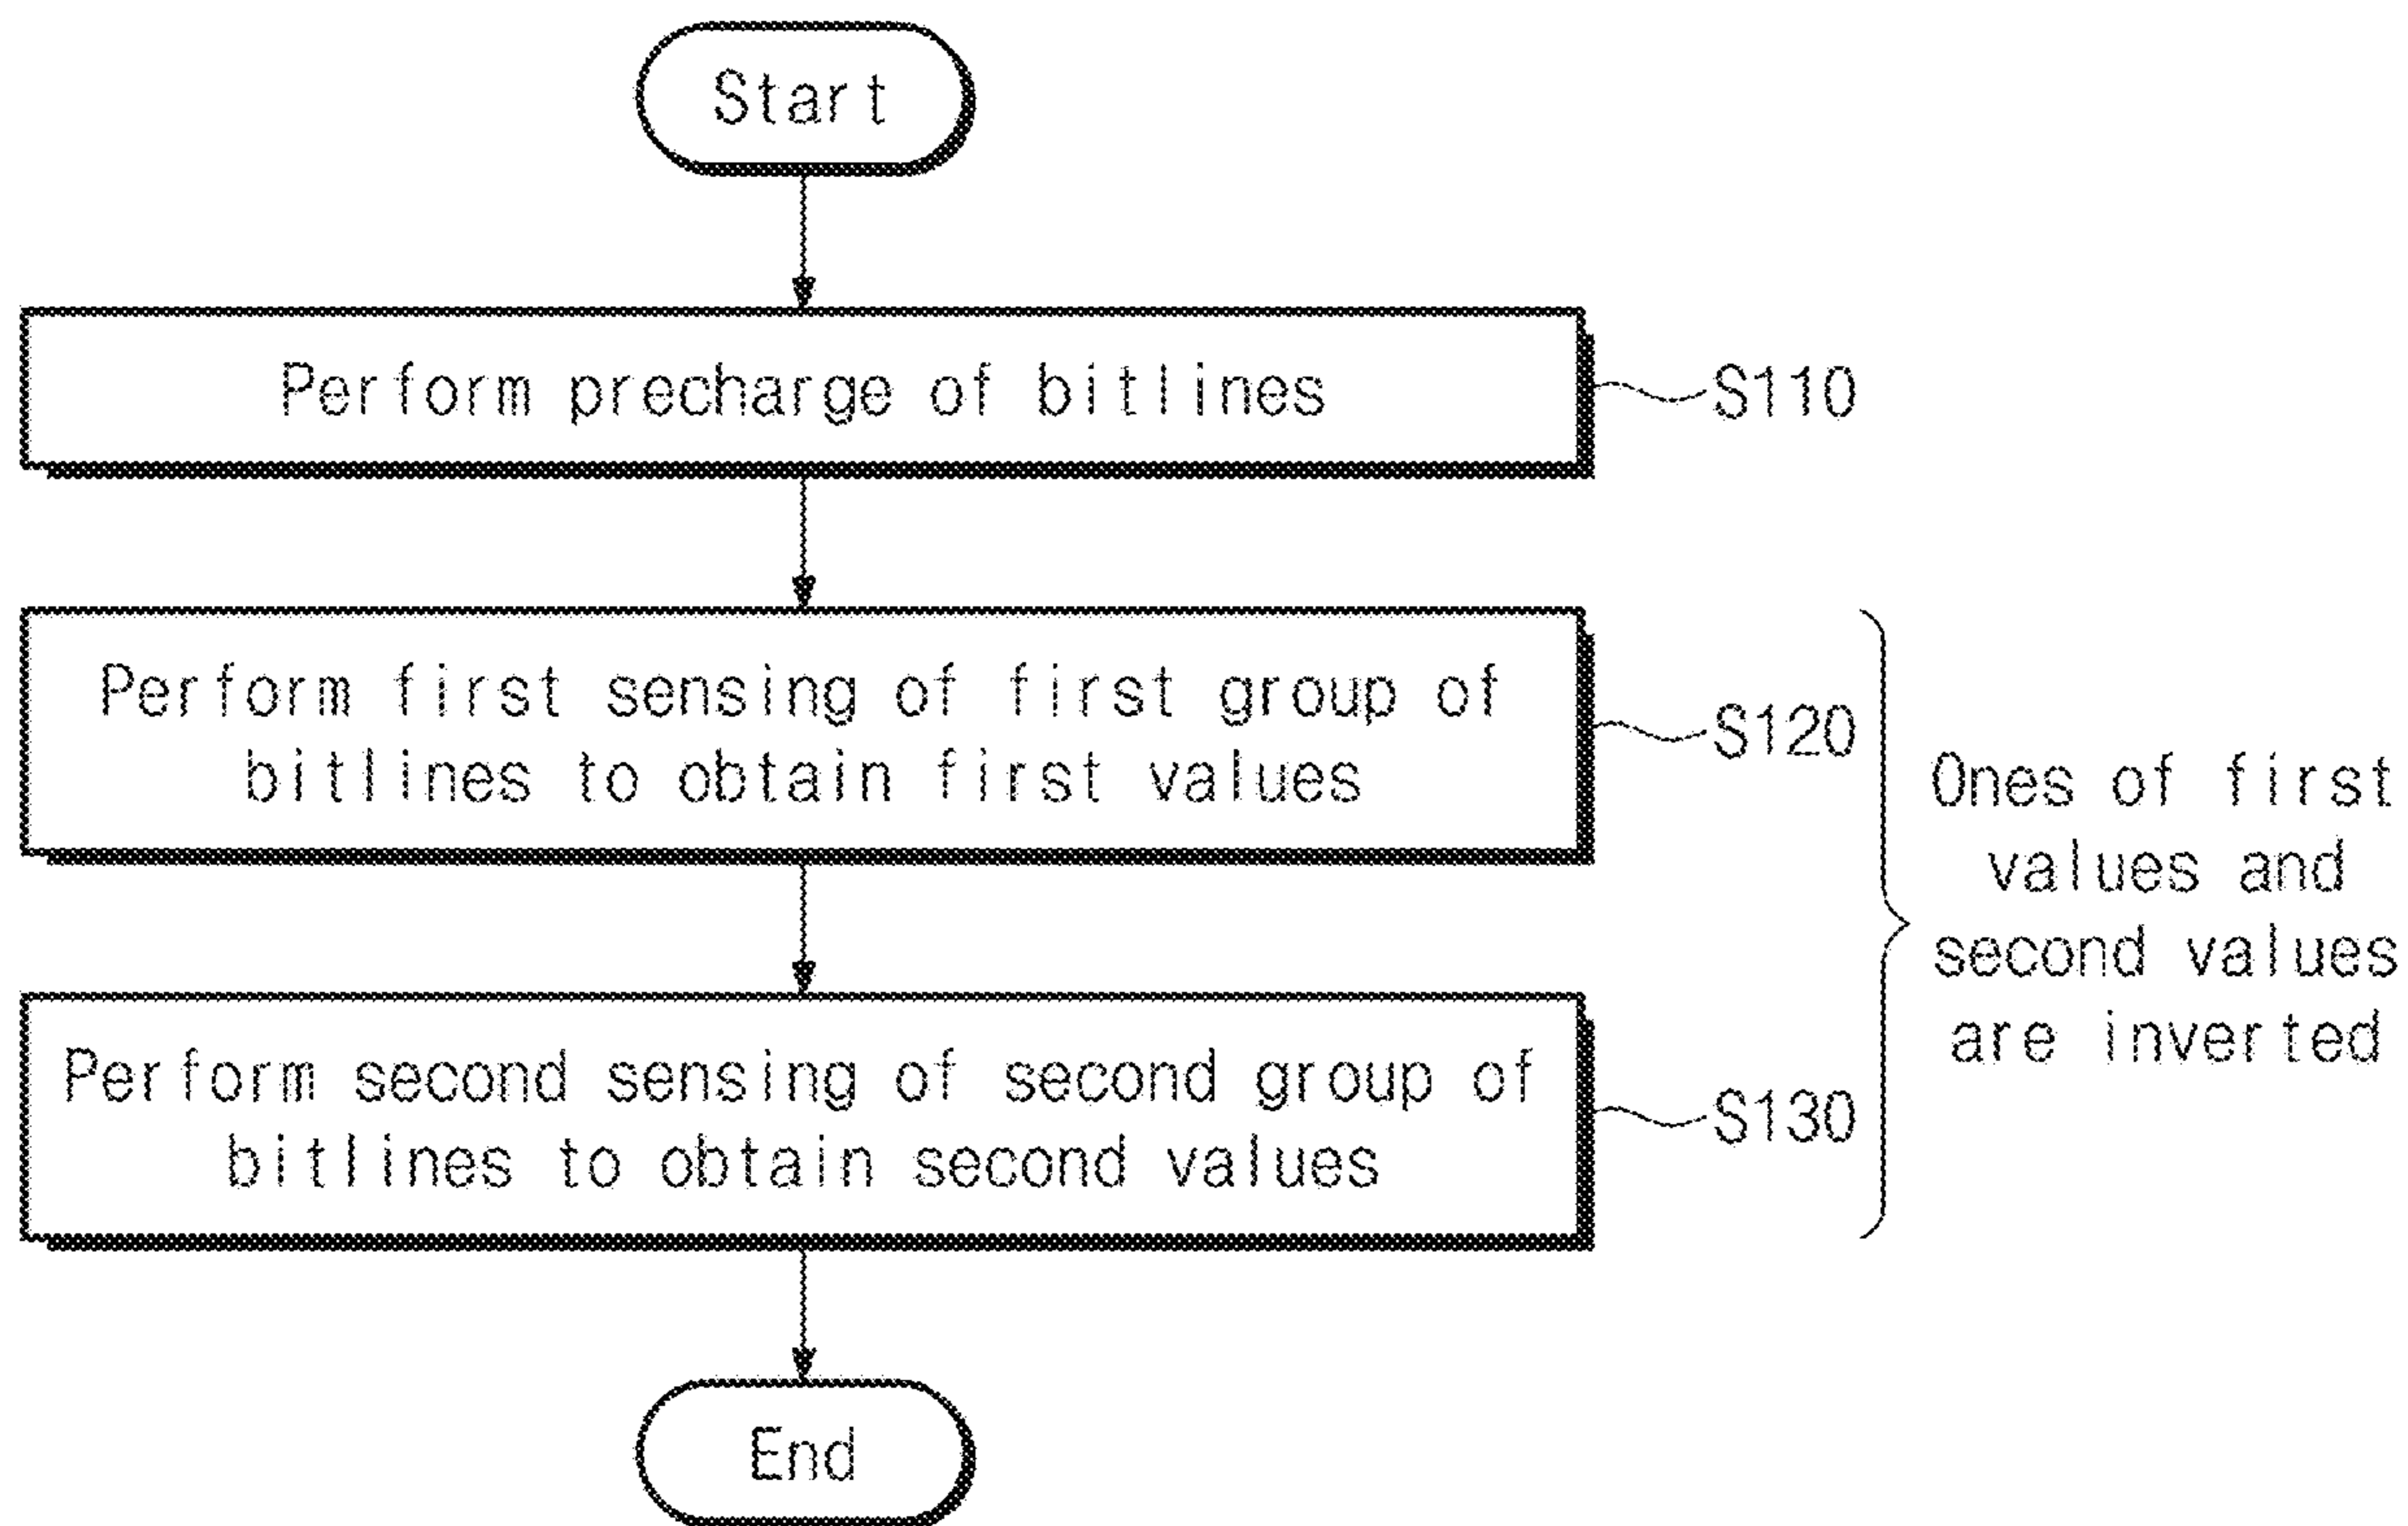 Start
Perform precharge of bitlines
S110
Perform first sensing of first group of
bitlines to obtain first values
S120
Perform second sensing of second group of
bitlines to obtain second values
S130
Ones of first
values and
second values
are inverted
End